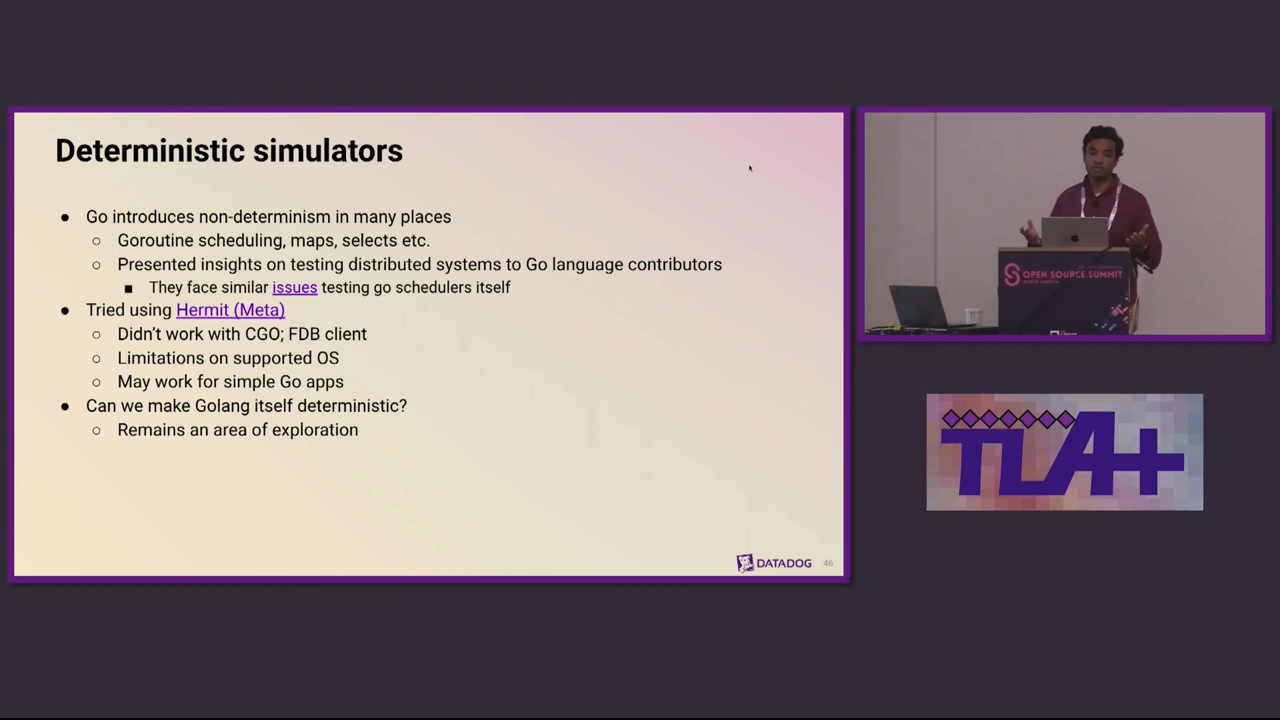 Deterministic simulators
● Go introduces non-determinism in many places
○ Goroutine scheduling, maps, selects etc.
○ Presented insights on testing distributed systems to Go language contributors
■ They face similar issues testing go schedulers itself
● Tried using Hermit (Meta)
○ Didn't work with CGO; FDB client
○ Limitations on supported OS
○ May work for simple Go apps
● Can we make Golang itself deterministic?
○ Remains an area of exploration
DATADOG 46
OPEN SOURCE SUMMIT
TLA+